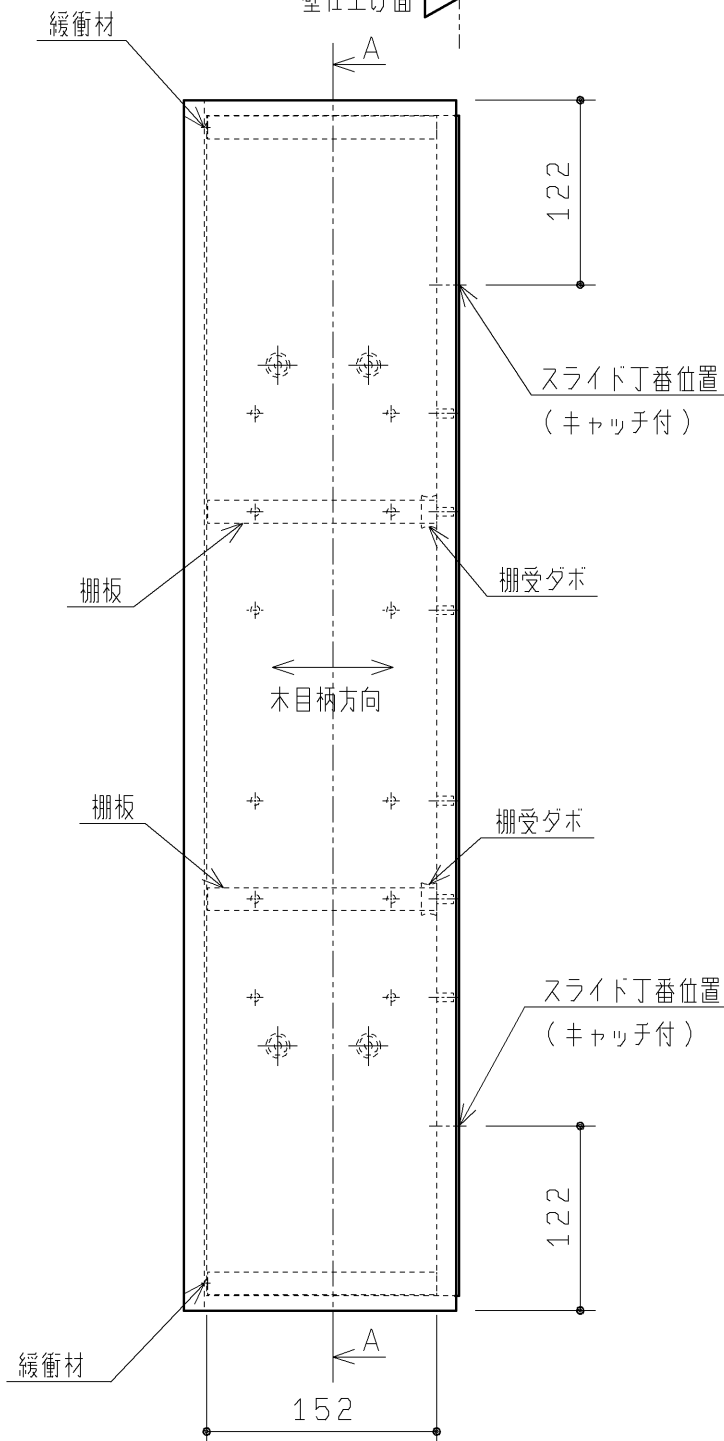 壁仕上げ面
緩衝材
A
122
スライド丁番位置
(キャッチ付)
棚板
棚受ダボ
木目柄方向
棚板
棚受ダボ
スライド丁番位置
(キャッチ付)
122
緩衝材
A
152